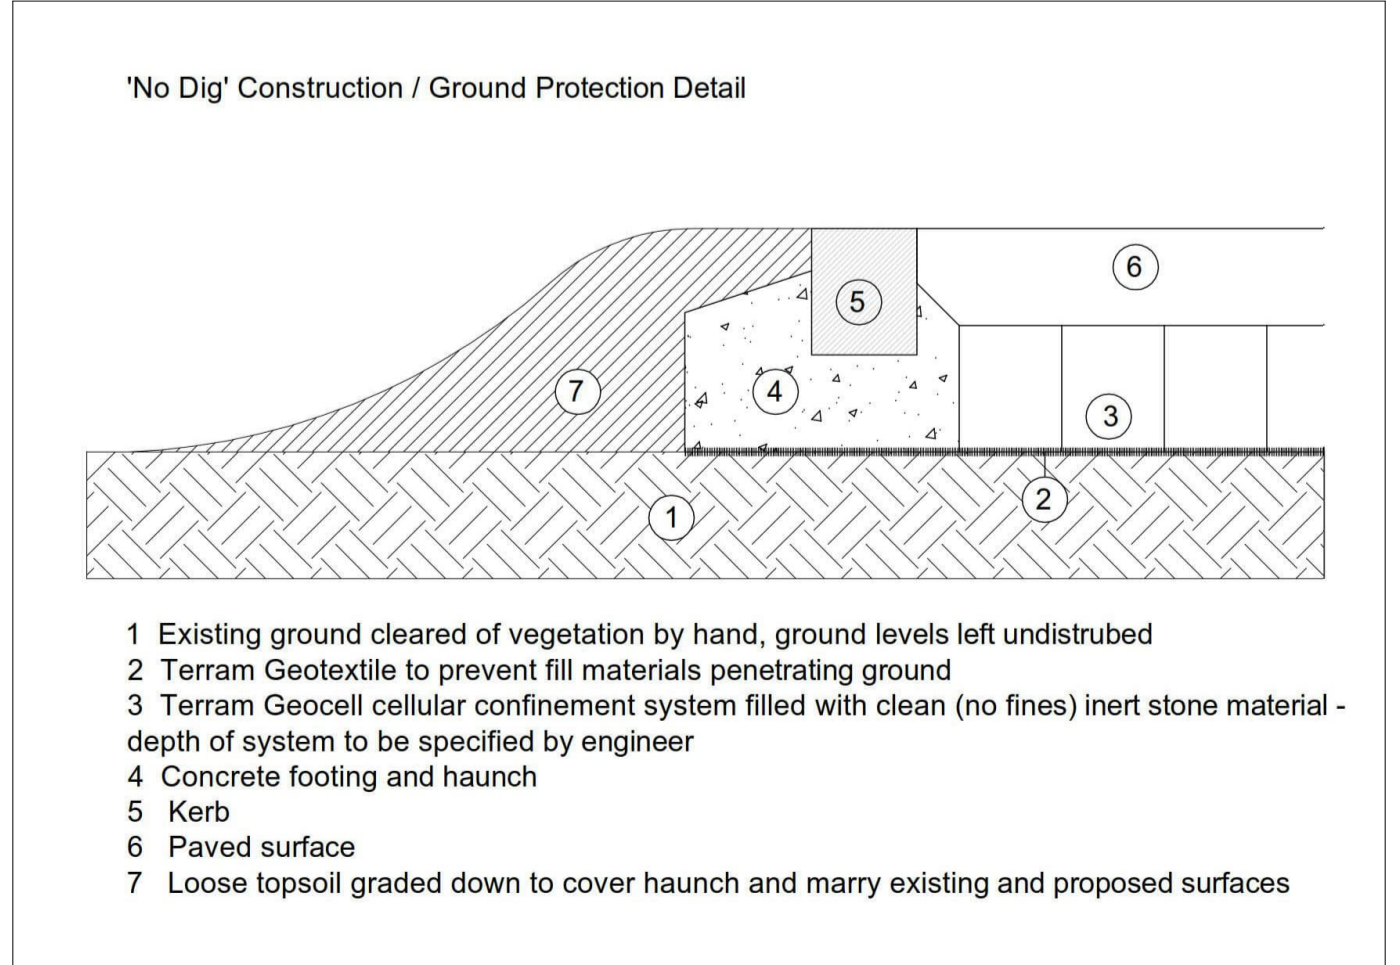 'No Dig' Construction / Ground Protection Detail
6
5
7
4
3
2
1
1 Existing ground cleared of vegetation by hand, ground levels left undistrubed
2 Terram Geotextile to prevent fill materials penetrating ground
3 Terram Geocell cellular confinement system filled with clean (no fines) inert stone material -
depth of system to be specified by engineer
4 Concrete footing and haunch
5 Kerb
6 Paved surface
7 Loose topsoil graded down to cover haunch and marry existing and proposed surfaces